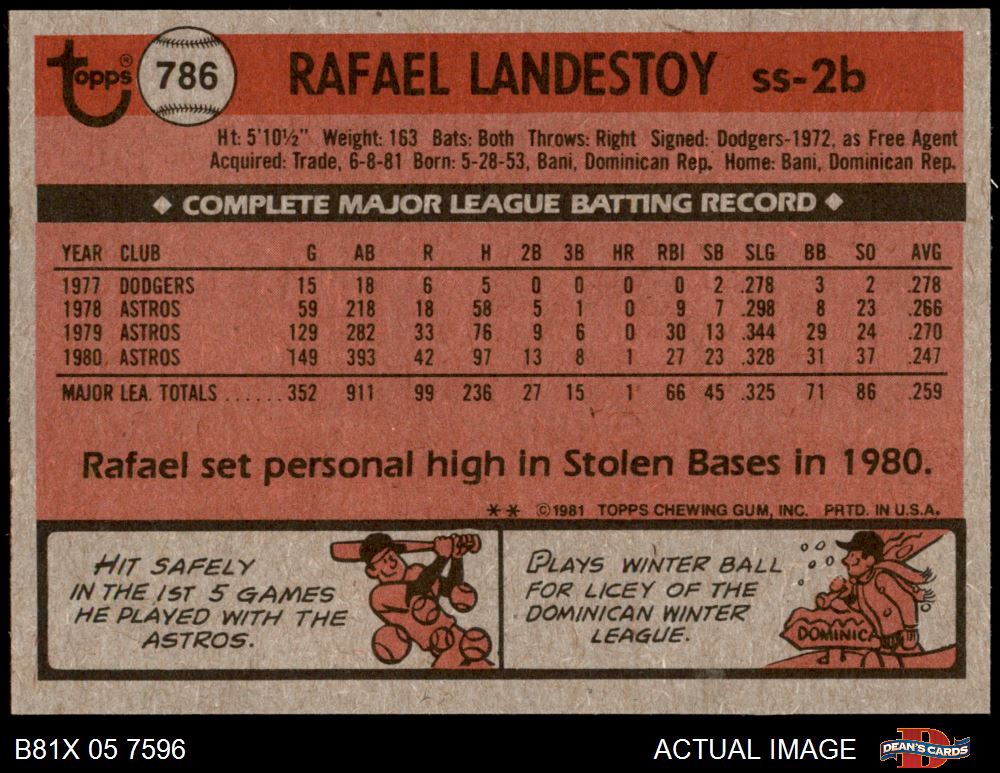 topps® 786 RAFAEL LANDESTOY ss-2b
Ht: 5'10½" Weight: 163 Bats: Both Throws: Right Signed: Dodgers-1972, as Free Agent
Acquired: Trade, 6-8-81 Born: 5-28-53, Bani, Dominican Rep. Home: Bani, Dominican Rep.
◆ COMPLETE MAJOR LEAGUE BATTING RECORD ◆
YEAR CLUB G AB R H 2B 3B HR RBI SB SLG BB SO AVG
1977 DODGERS 15 18 6 5 0 0 0 0 2 .278 3 2 .278
1978 ASTROS 59 218 18 58 5 1 0 9 7 .298 8 23 .266
1979 ASTROS 129 282 33 76 9 6 0 30 13 .344 29 24 .270
1980 ASTROS 149 393 42 97 13 8 1 27 23 .328 31 37 .247
MAJOR LEA. TOTALS ...... 352 911 99 236 27 15 1 66 45 .325 71 86 .259
Rafael set personal high in Stolen Bases in 1980.
** ©1981 TOPPS CHEWING GUM, INC. PRTD. IN U.S.A.
HIT SAFELY
IN THE 1ST 5 GAMES
HE PLAYED WITH THE
ASTROS.
PLAYS WINTER BALL
FOR LICEY OF THE
DOMINICAN WINTER
LEAGUE.
DOMINICA
B81X 05 7596 ACTUAL IMAGE DEAN'S CARDS